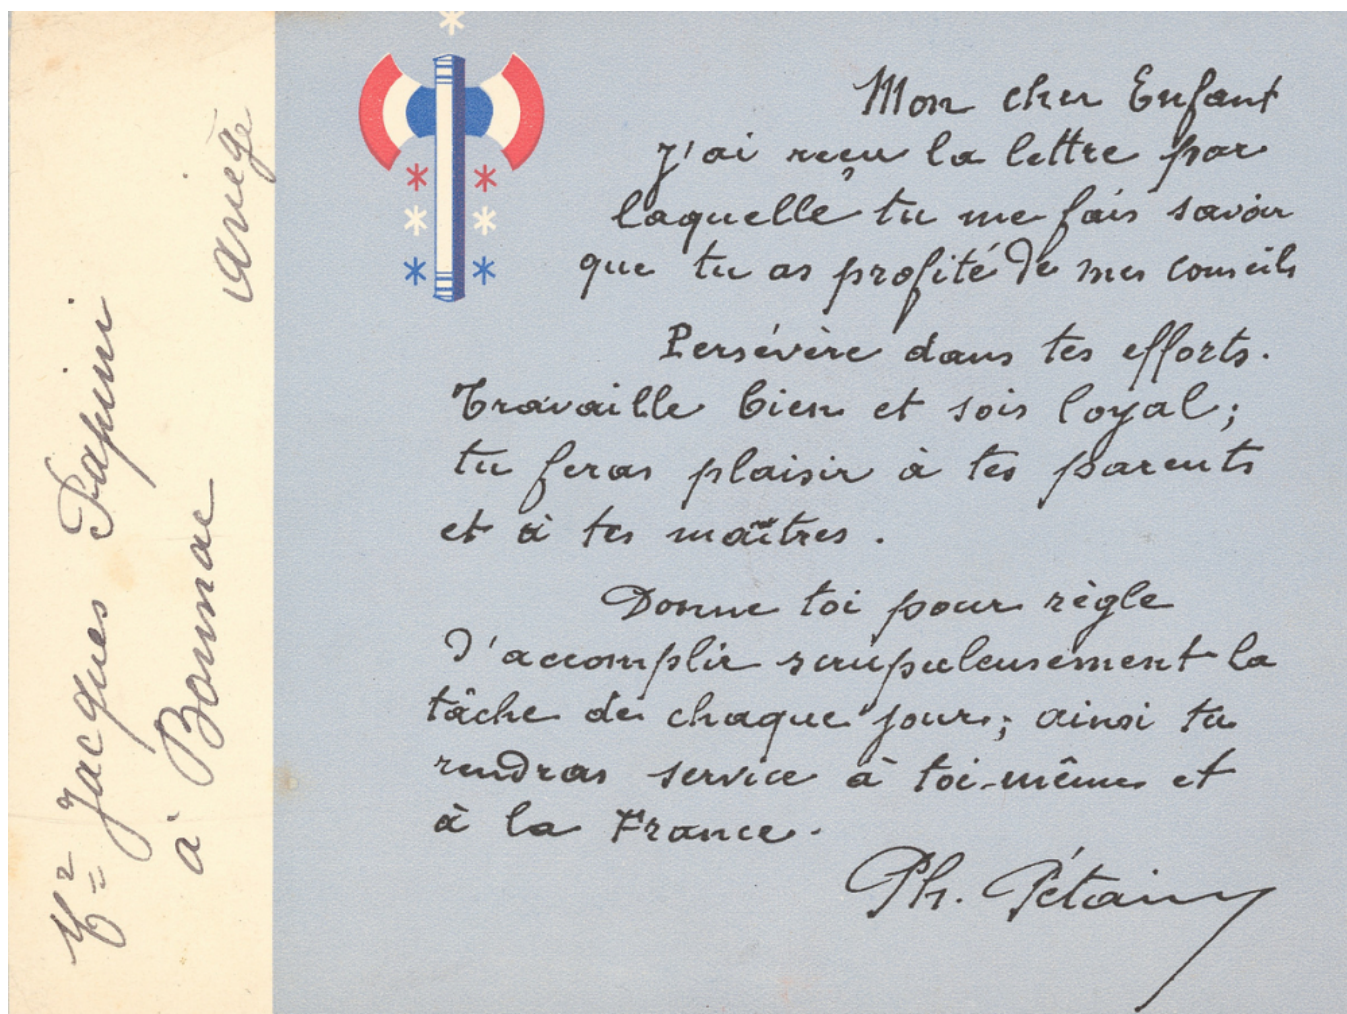 Mon cher Enfant
j'ai reçu la lettre par
laquelle tu me fais savoir
que tu as profité de mes conseils
Persévère dans tes efforts.
Travaille bien et sois loyal;
tu feras plaisir à tes parents
et à tes maîtres.
Donne toi pour règle
d'accomplir scrupuleusement la
tâche de chaque jour; ainsi tu
rendras service à toi-même et
à la France.
Ph. Pétain
Jacques Papini
à Bonnac
Ariège